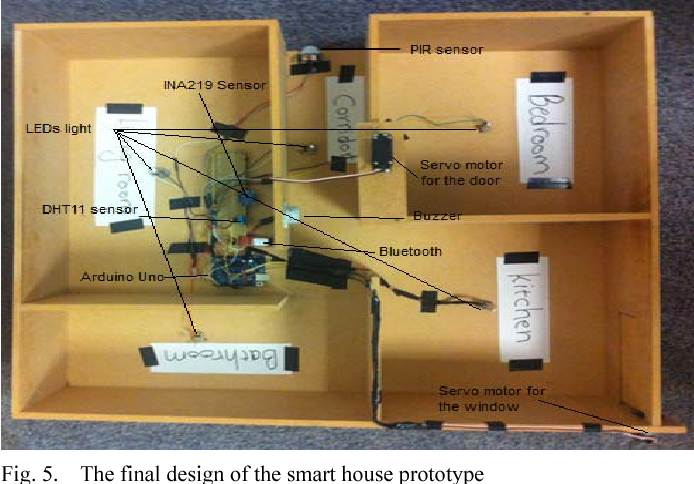 PIR sensor
INA219 Sensor
LEDs light
Corridor
Bedroom
Servo motor
for the door
DHT11 sensor
Buzzer
Bluetooth
Arduino Uno
kitchen
Bathroom
Servo motor for
the window
Fig. 5. The final design of the smart house prototype